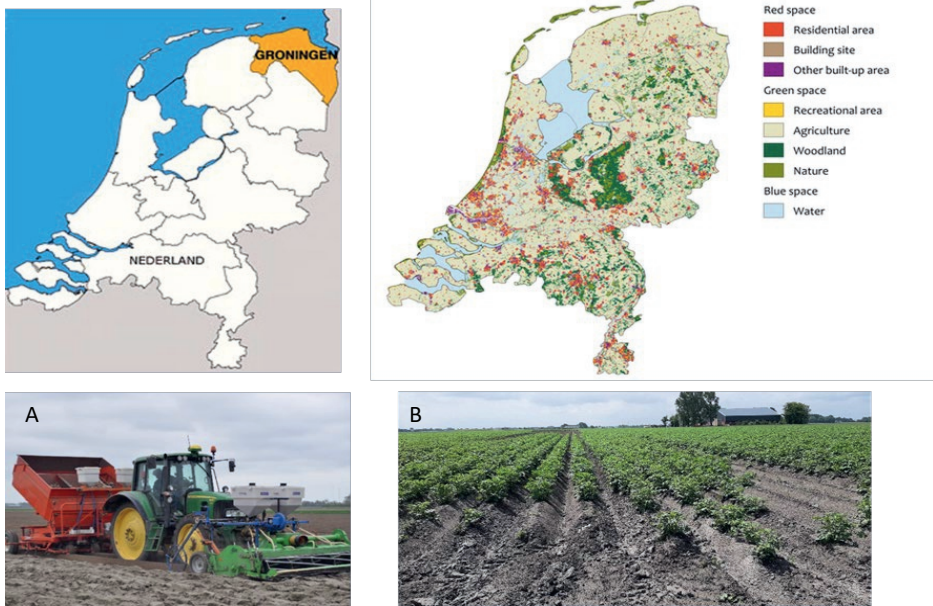 GRONINGEN
NEDERLAND
Red space
Residential area
Building site
Other built-up area
Green space
Recreational area
Agriculture
Woodland
Nature
Blue space
Water
A
B